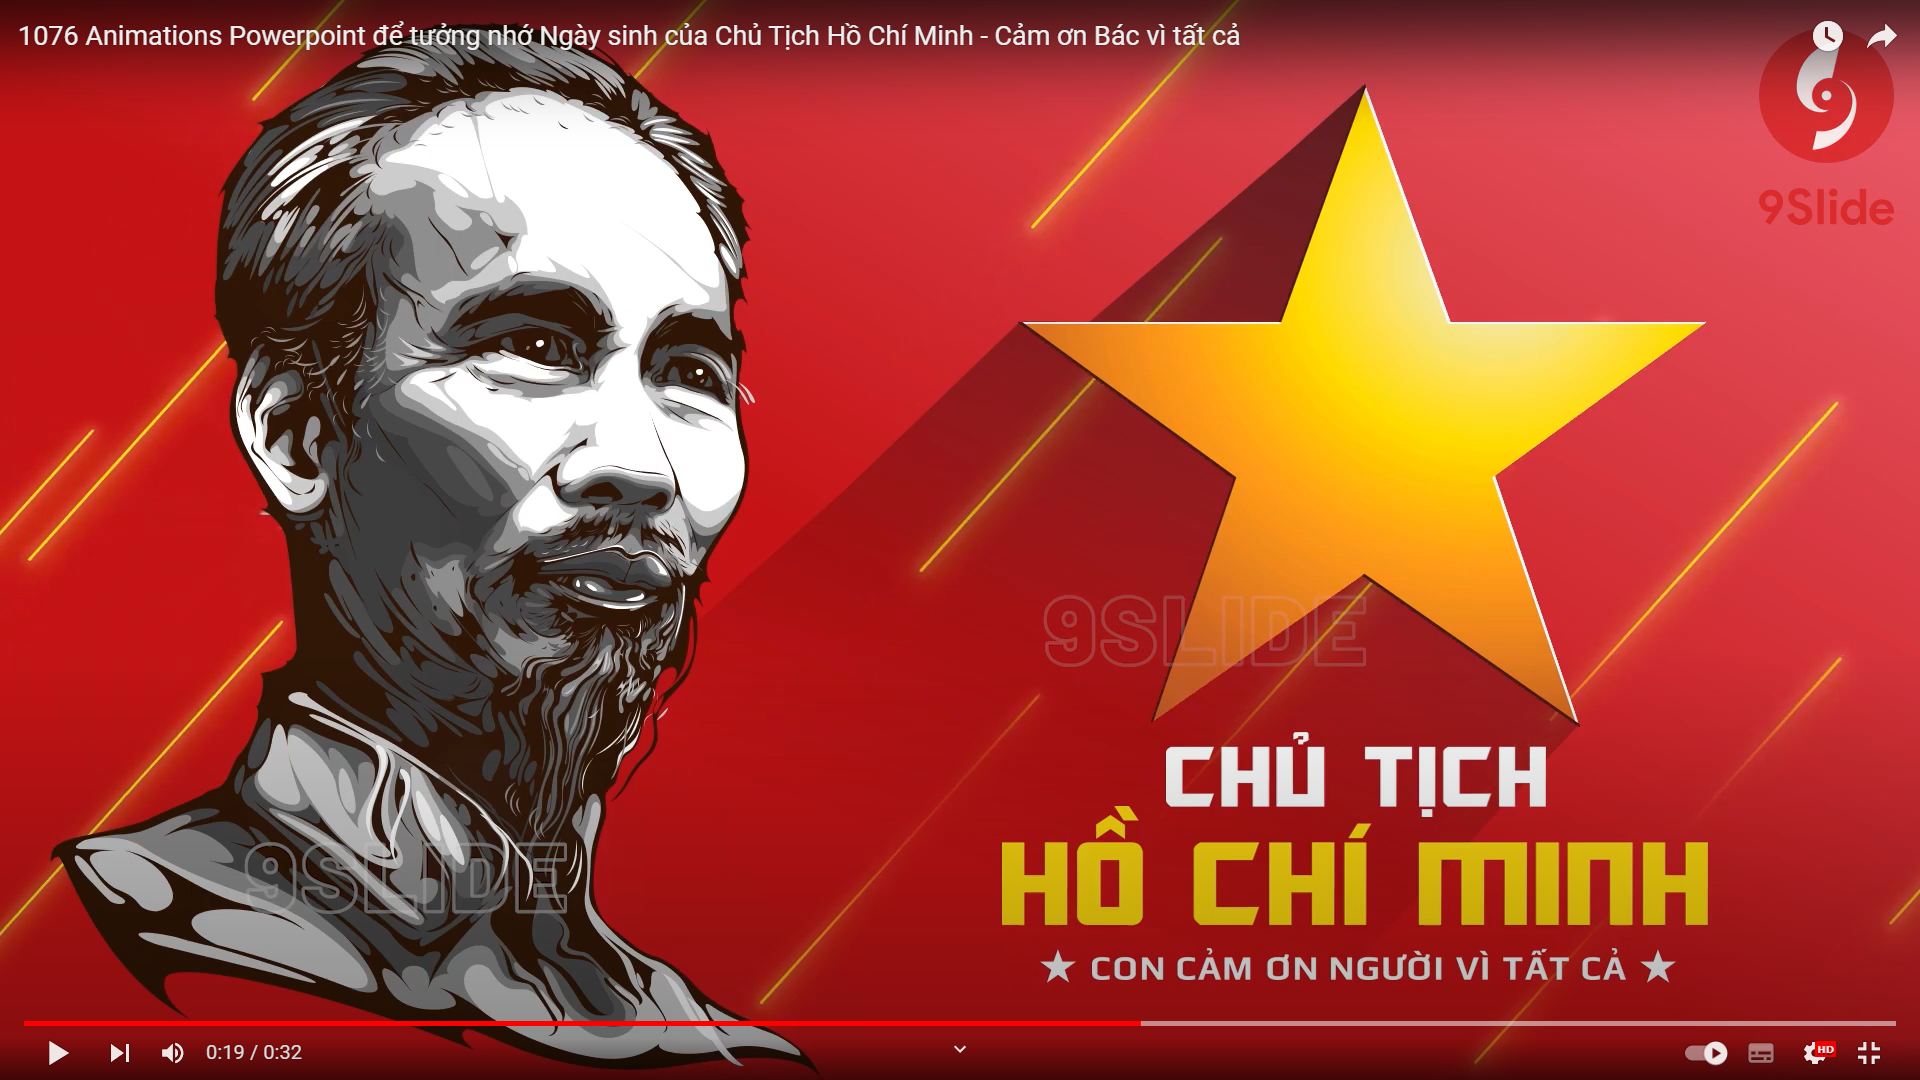 1076 Animations Powerpoint để tưởng nhớ Ngày sinh của Chủ Tịch Hồ Chí Minh - Cảm ơn Bác vì tất cả
9Slide
9SLIDE
CHỦ TỊCH
HỒ CHÍ MINH
★ CON CẢM ƠN NGƯỜI VÌ TẤT CẢ ★
9SLIDE
0:19 / 0:32
HD